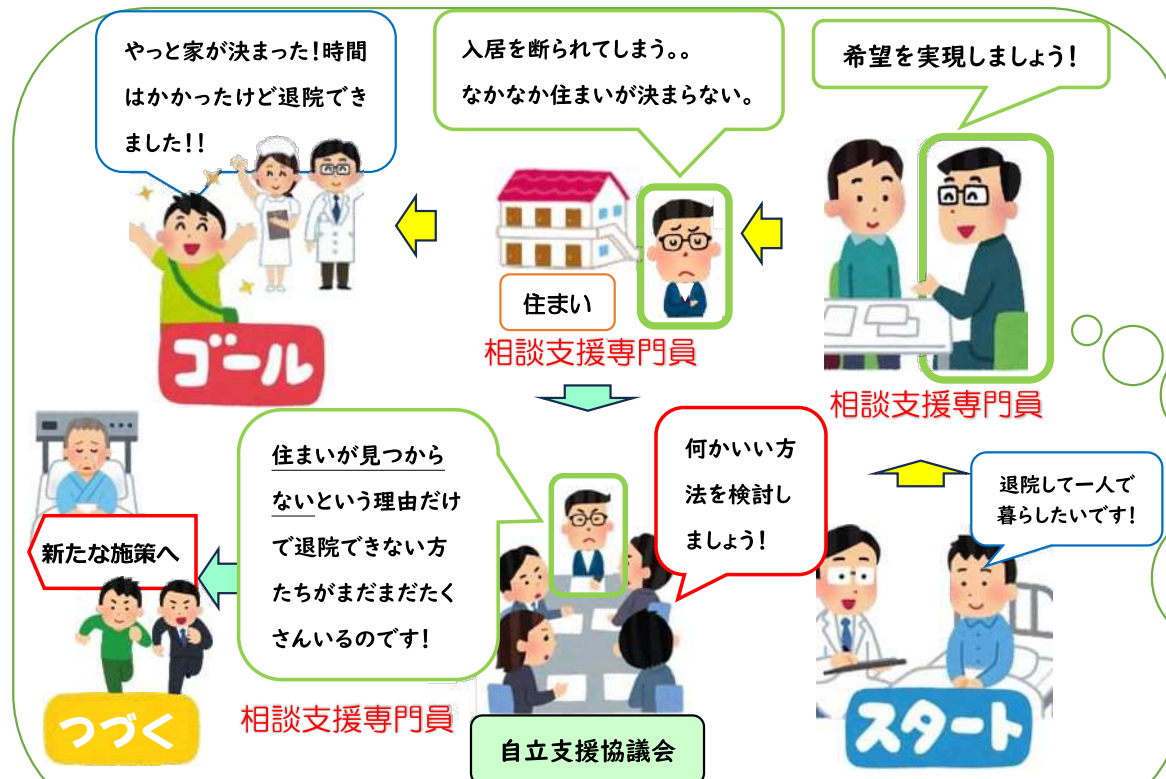 やっと家が決まった!時間
はかかったけど退院でき
ました!!
入居を断られてしまう。。
なかなか住まいが決まらない。
希望を実現しましょう!
住まい
相談支援専門員
ゴール
相談支援専門員
住まいが見つから
ないという理由だけ
で退院できない方
たちがまだまだたく
さんいるのです!
何かいい方
法を検討し
ましょう!
退院して一人で
暮らしたいです!
新たな施策へ
つづく
相談支援専門員
自立支援協議会
スタート